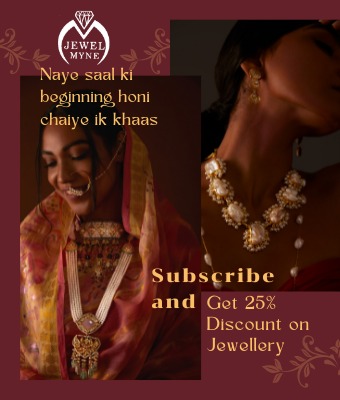 JEWEL
MYNE
Naye saal ki
beginning honi
chaiye ik khaas
Subscribe
and Get 25%
Discount on
Jewellery